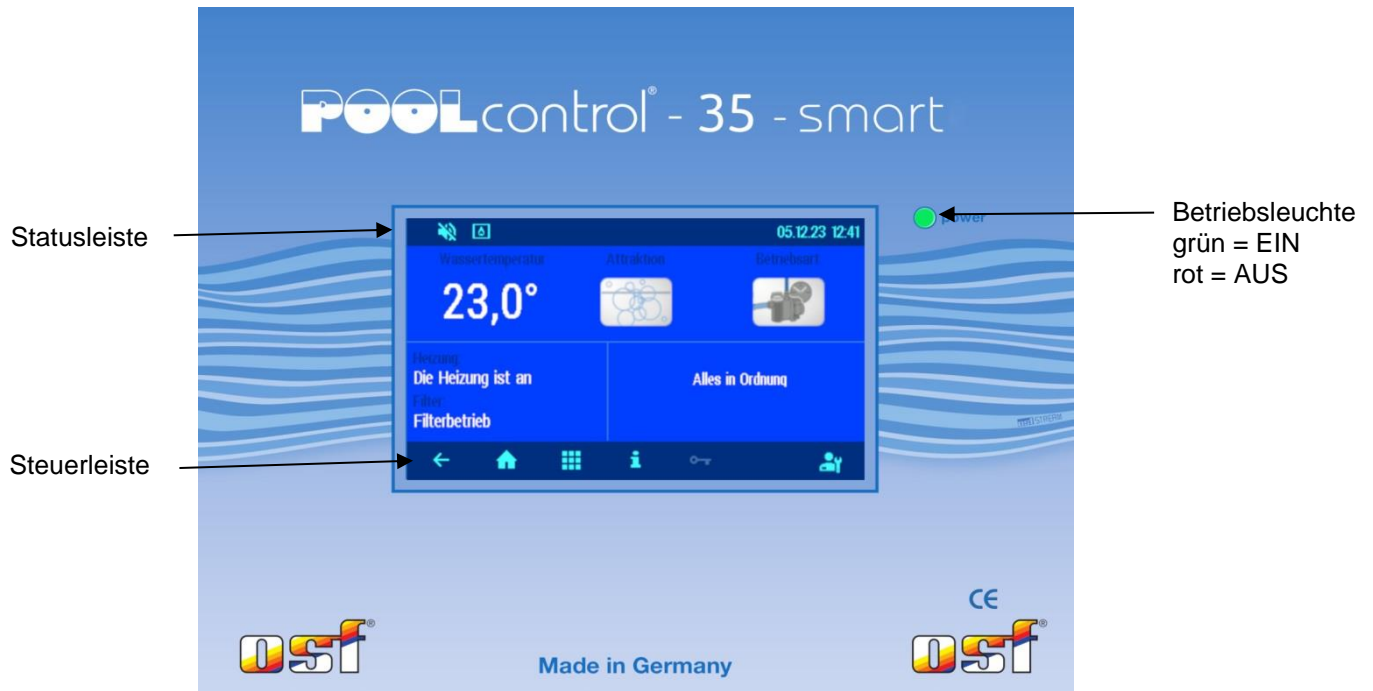 POOLcontrol® - 35 - smart
Statusleiste
power
Betriebsleuchte
grün = EIN
rot = AUS
05.12.23 12:41
Wassertemperatur Attraktion Betriebsart
23,0°
Heizung
Die Heizung ist an
Alles in Ordnung
Filter
Filterbetrieb
Steuerleiste
i
CE
osf®
osf®
Made in Germany